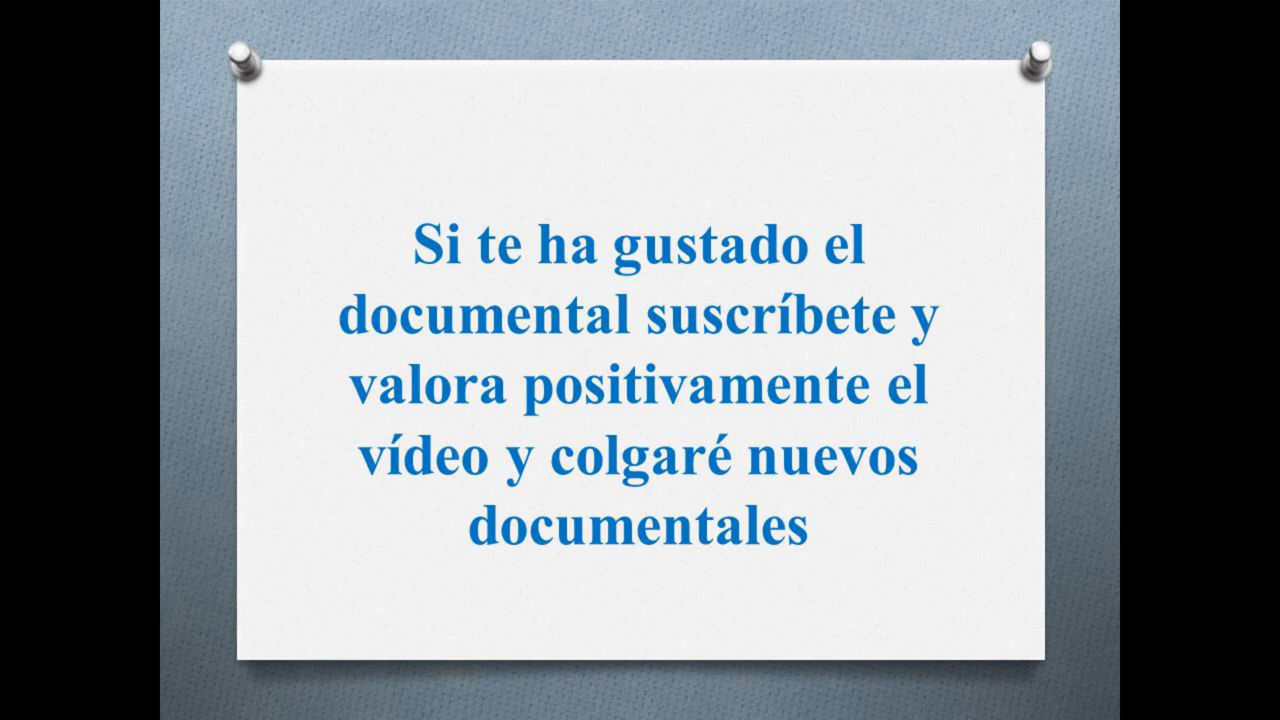 Si te ha gustado el
documental suscríbete y
valora positivamente el
vídeo y colgaré nuevos
documentales